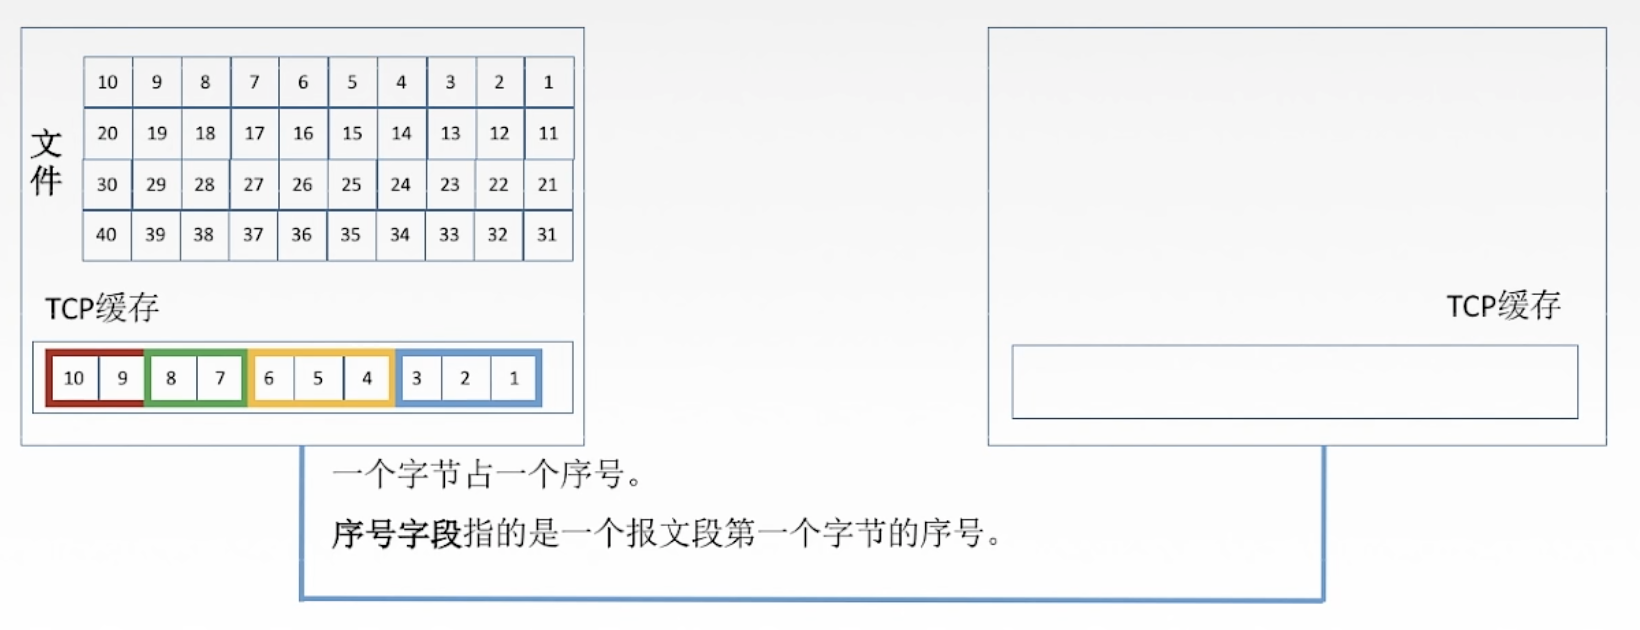 10 9 8 7 6 5 4 3 2 1
20 19 18 17 16 15 14 13 12 11
文件
30 29 28 27 26 25 24 23 22 21
40 39 38 37 36 35 34 33 32 31
TCP缓存
10 9 8 7 6 5 4 3 2 1
TCP缓存
一个字节占一个序号。
序号字段指的是一个报文段第一个字节的序号。